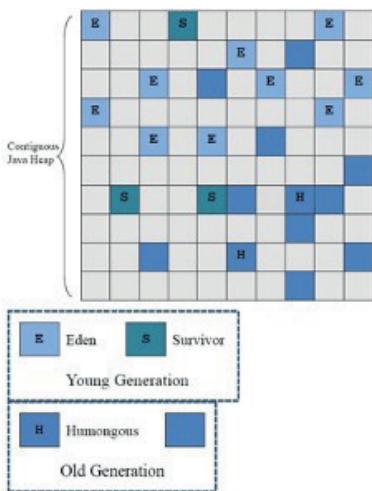 E S E
E
E E E
Contiguous
Java Heap
E E
E E
S S H
H
E Eden S Survivor
Young Generation
H Humongous
Old Generation